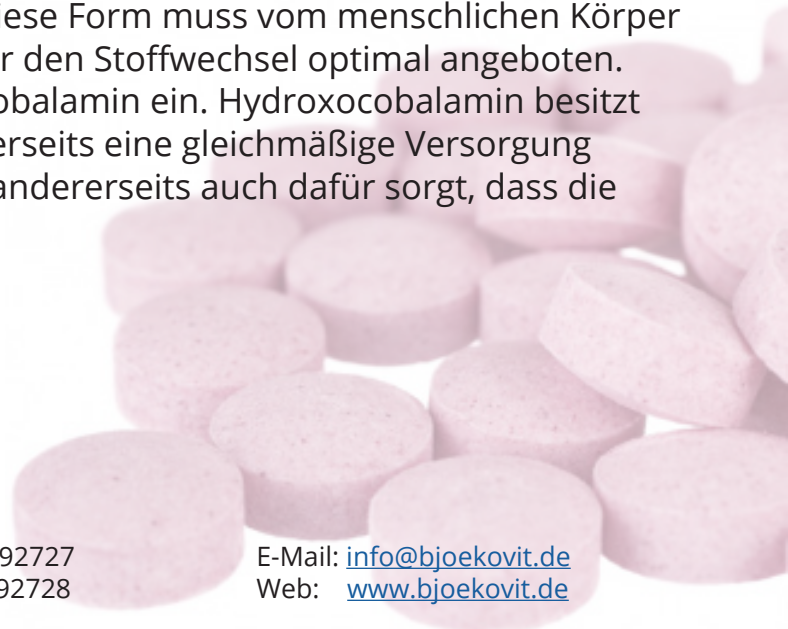 iese Form muss vom menschlichen Körper
r den Stoffwechsel optimal angeboten.
obalamin ein. Hydroxocobalamin besitzt
erseits eine gleichmäßige Versorgung
andererseits auch dafür sorgt, dass die
92727 E-Mail: info@bjoekovit.de
92728 Web: www.bjoekovit.de